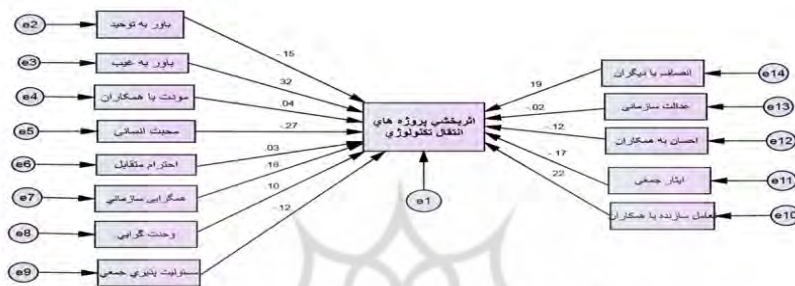 e2
باور به توحید
-.15
e3
باور به غیب
.32
e4
مودت با همکاران
.04
e5
محبت انسانی
-.27
e6
احترام متقابل
.03
e7
همگرایی سازمانی
.16
e8
وحدت گرایی
.10
e9
مسئولیت پذیری جمعی
-.12
اثربخشی پروژه های
انتقال تکنولوژی
e1
انصاف با دیگران
.19
e14
عدالت سازمانی
-.02
e13
احسان به همکاران
-.12
e12
ایثار جمعی
-.17
e11
تعامل سازنده با همکاران
.22
e10